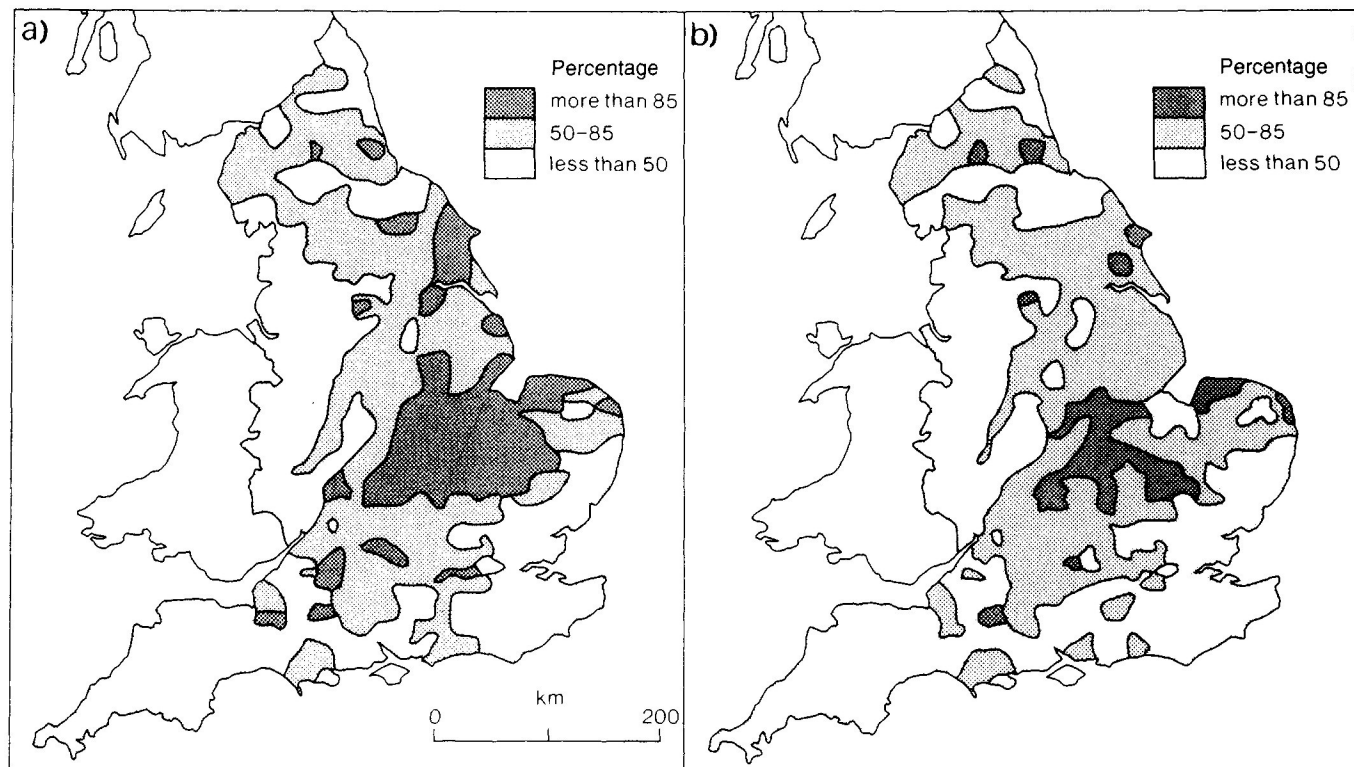 a)
Percentage
more than 85
50–85
less than 50
km
0 200
b)
Percentage
more than 85
50–85
less than 50